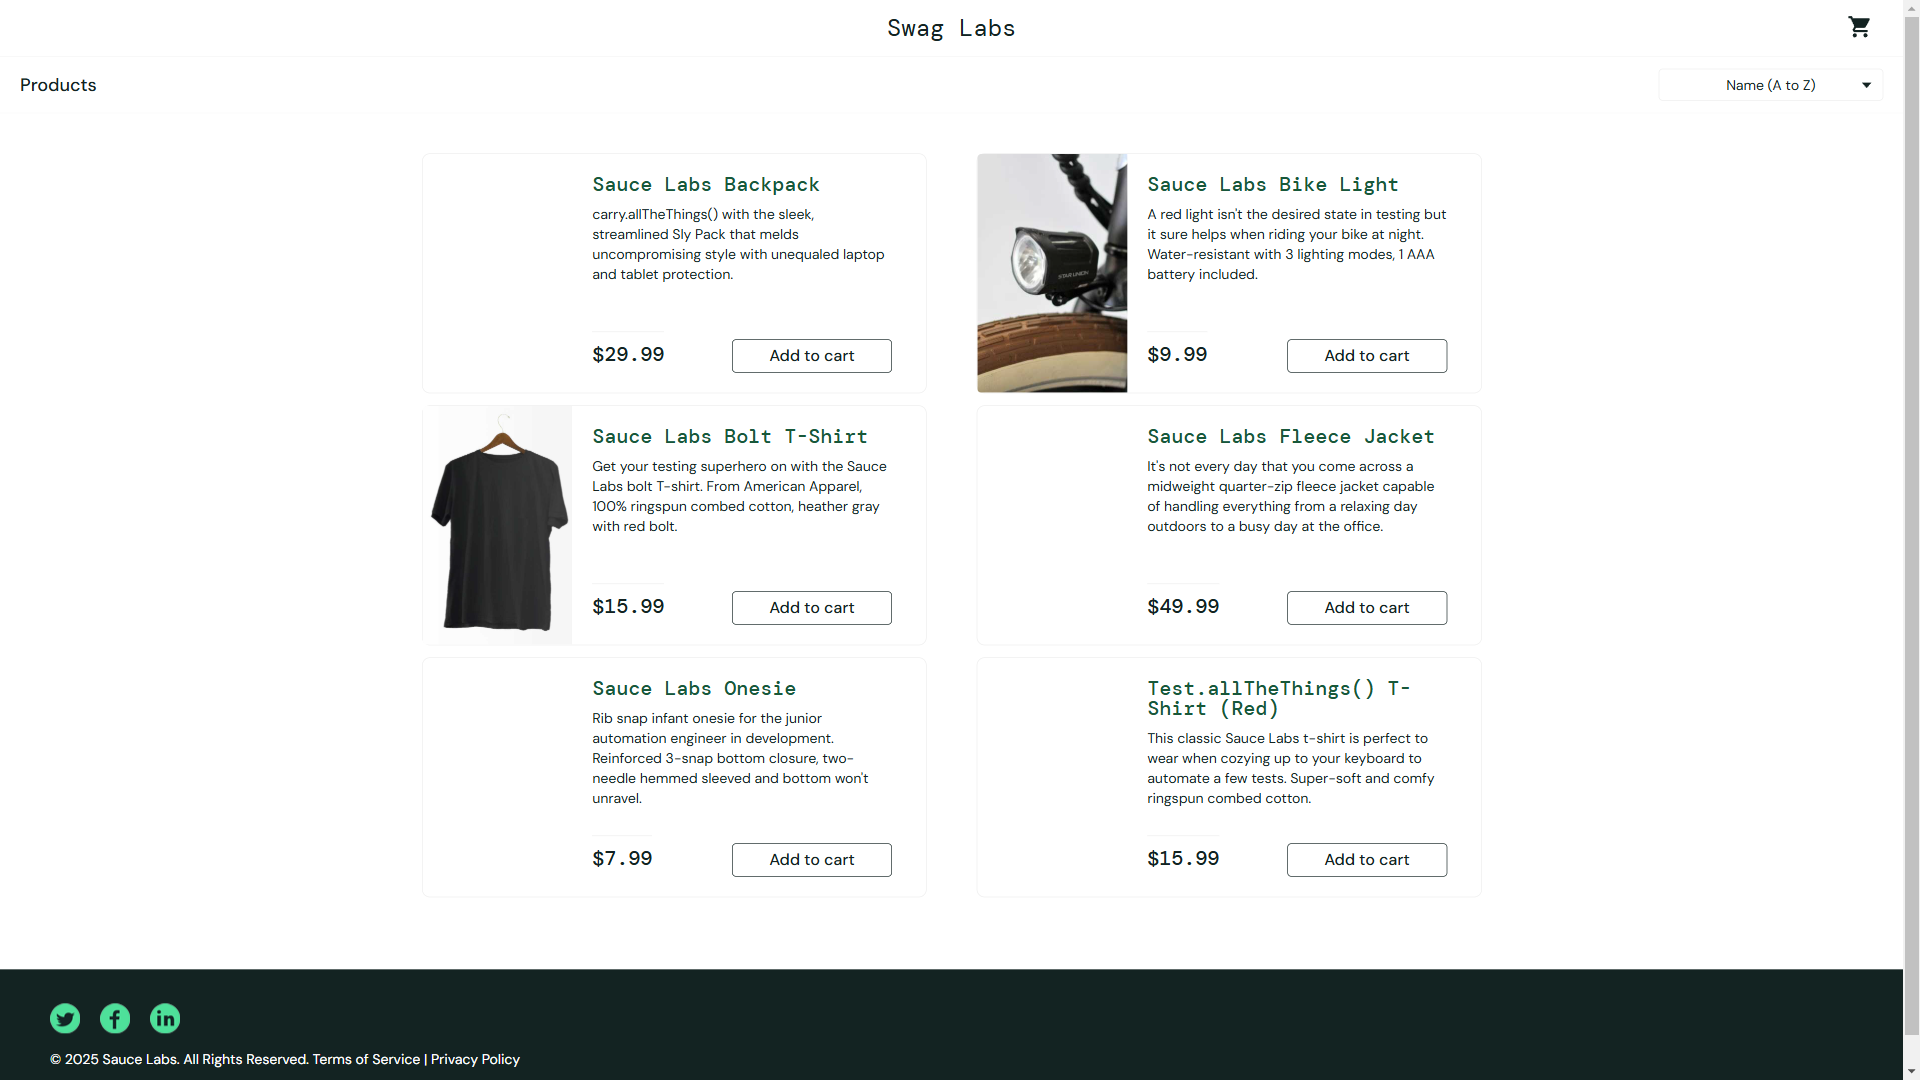 Swag Labs
Products
Name (A to Z)
Sauce Labs Backpack
carry.allTheThings() with the sleek,
streamlined Sly Pack that melds
uncompromising style with unequaled laptop
and tablet protection.
$29.99
Add to cart
Sauce Labs Bike Light
A red light isn't the desired state in testing but
it sure helps when riding your bike at night.
Water-resistant with 3 lighting modes, 1 AAA
battery included.
$9.99
Add to cart
STAR UNION
Sauce Labs Bolt T-Shirt
Get your testing superhero on with the Sauce
Labs bolt T-shirt. From American Apparel,
100% ringspun combed cotton, heather gray
with red bolt.
$15.99
Add to cart
Sauce Labs Fleece Jacket
It's not every day that you come across a
midweight quarter-zip fleece jacket capable
of handling everything from a relaxing day
outdoors to a busy day at the office.
$49.99
Add to cart
Sauce Labs Onesie
Rib snap infant onesie for the junior
automation engineer in development.
Reinforced 3-snap bottom closure, two-
needle hemmed sleeved and bottom won't
unravel.
$7.99
Add to cart
Test.allTheThings() T-
Shirt (Red)
This classic Sauce Labs t-shirt is perfect to
wear when cozying up to your keyboard to
automate a few tests. Super-soft and comfy
ringspun combed cotton.
$15.99
Add to cart
© 2025 Sauce Labs. All Rights Reserved. Terms of Service | Privacy Policy